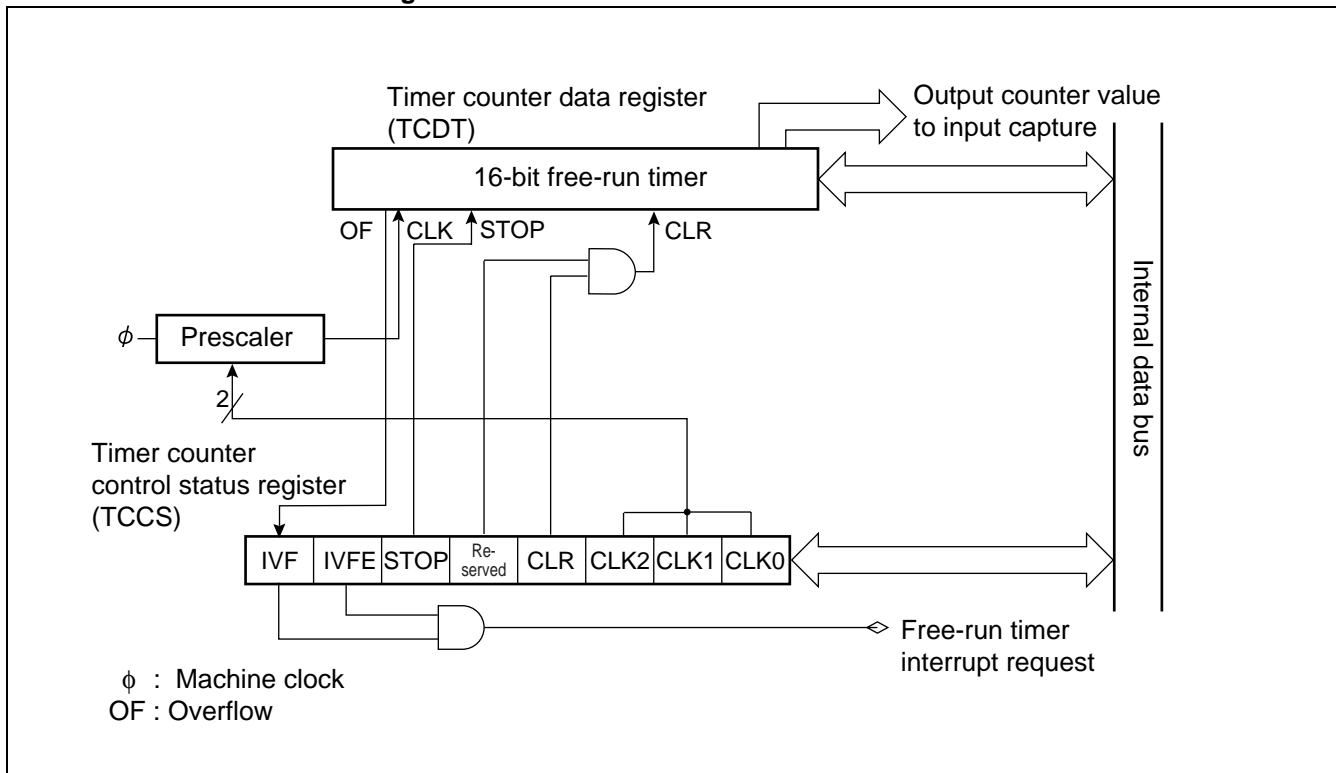 Timer counter data register
(TCDT)
Output counter value
to input capture
16-bit free-run timer
OF
CLK
STOP
CLR
Internal data bus
ϕ
Prescaler
2
Timer counter
control status register
(TCCS)
IVF
IVFE
STOP
Re-
served
CLR
CLK2
CLK1
CLK0
Free-run timer
interrupt request
ϕ : Machine clock
OF : Overflow